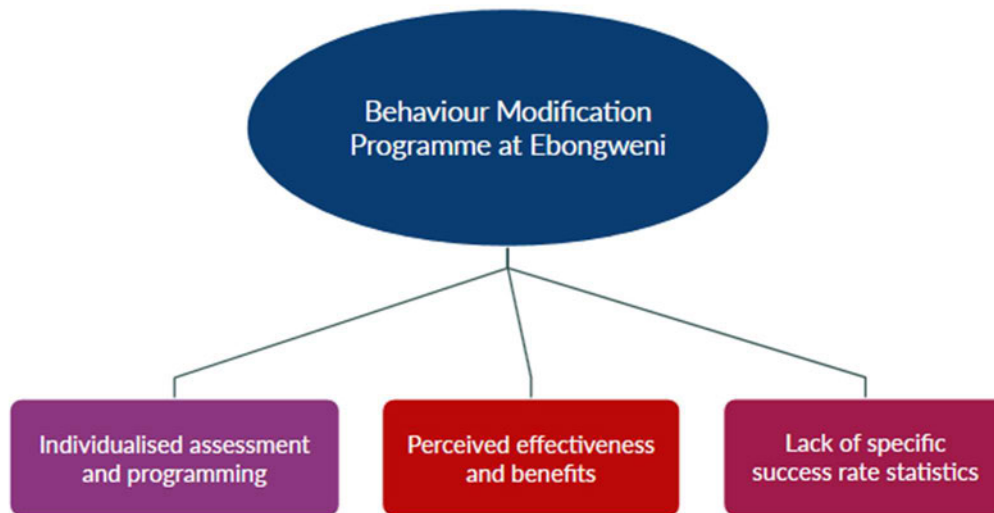 Behaviour Modification
Programme at Ebongweni
Individualised assessment
and programming
Perceived effectiveness
and benefits
Lack of specific
success rate statistics